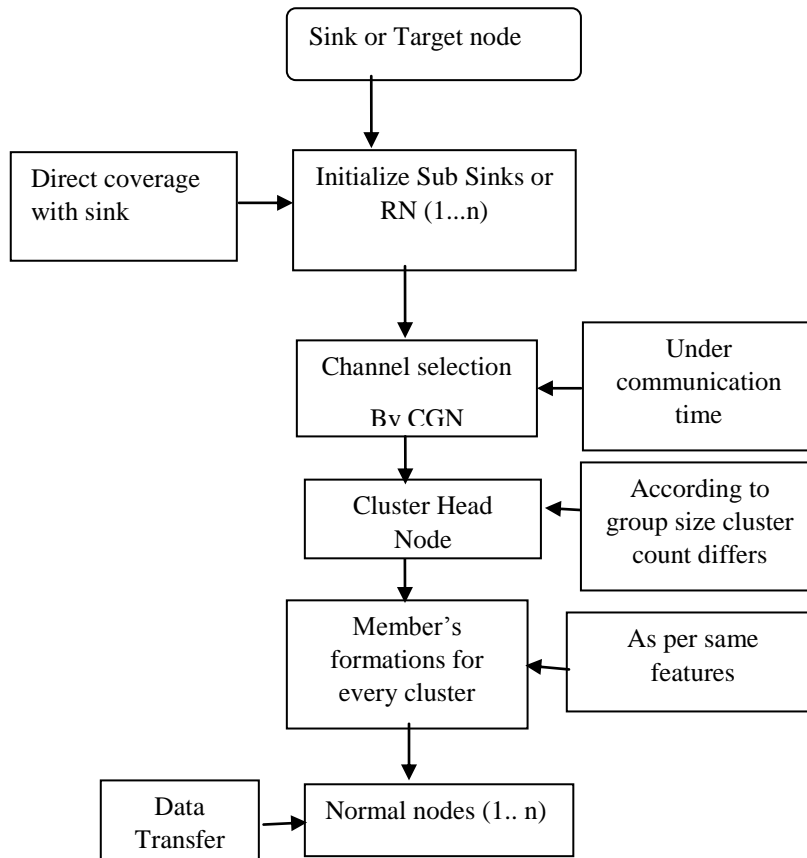 Sink or Target node
Direct coverage
with sink
Initialize Sub Sinks or
RN (1...n)
Channel selection
By CGN
Under
communication
time
Cluster Head
Node
According to
group size cluster
count differs
Member’s
formations for
every cluster
As per same
features
Data
Transfer
Normal nodes (1.. n)